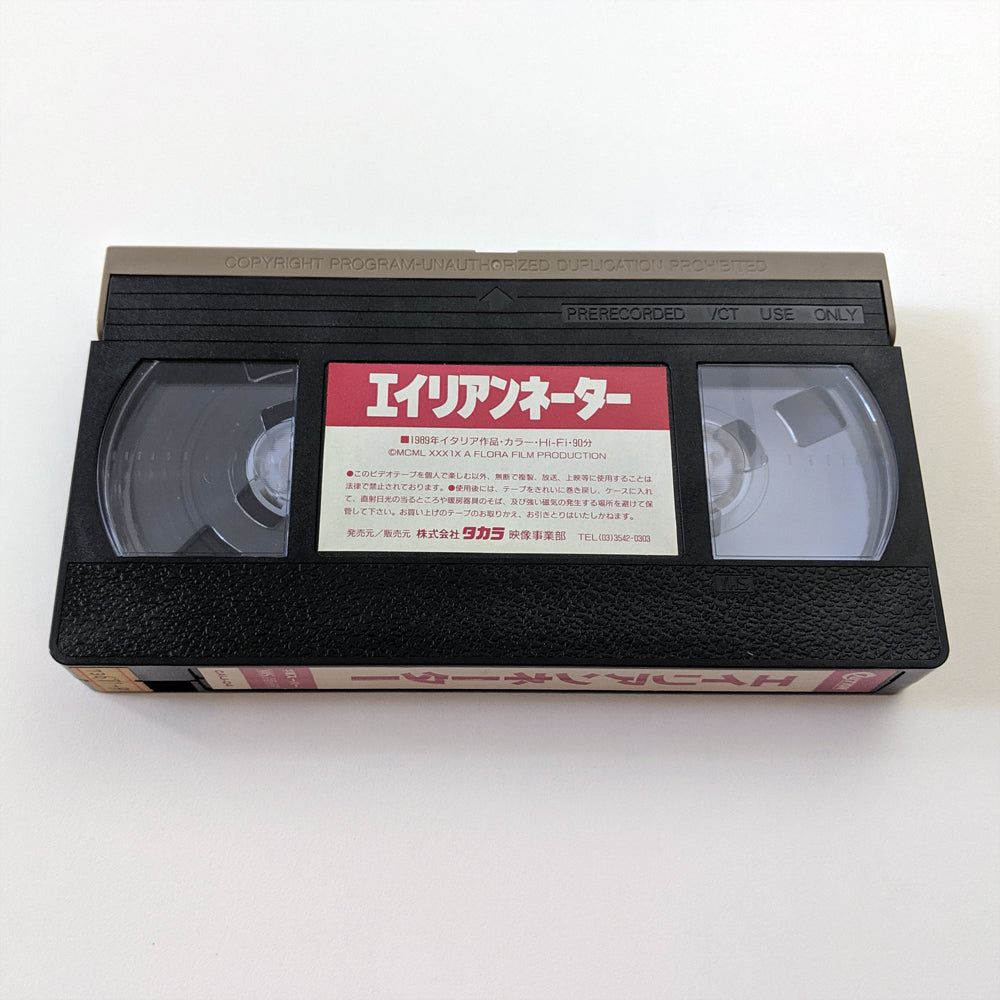 COPYRIGHT PROGRAM-UNAUTHORIZED DUPLICATION PROHIBITED
PRERECORDED VCT USE ONLY
エイリアンネーター
■1989年イタリア作品・カラー・Hi-Fi・90分
©MCML XXX1X A FLORA FILM PRODUCTION
●このビデオテープを個人で楽しむ以外、無断で複製、放送、上映等に使用することは
法律で禁止されております。●使用後には、テープをきれいに巻き戻し、ケースに入れ
て、直射日光の当るところや暖房器具のそば、及び強い磁気の発生する場所を避けて保
管して下さい。お買い上げのテープのお取りかえ、お引きとりはいたしかねます。
発売元/販売元 株式会社 タカラ 映像事業部 TEL(03)3542-0303
VHS
エイリアンネーター